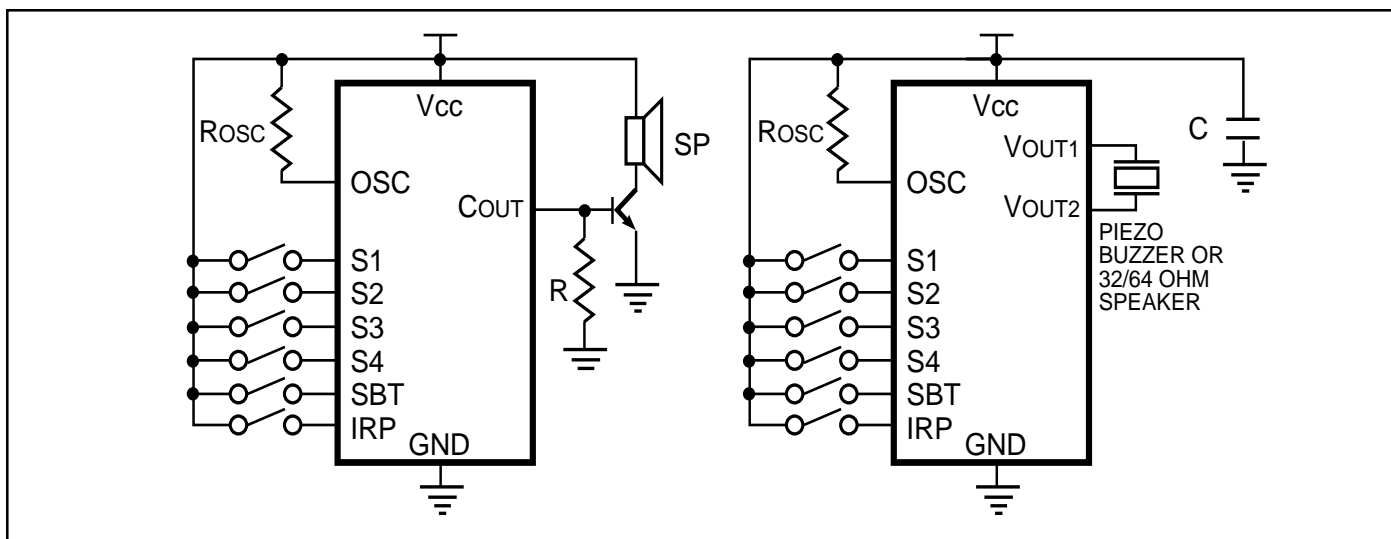 Vcc
ROSC
OSC
COUT
SP
R
S1
S2
S3
S4
SBT
IRP
GND
Vcc
ROSC
OSC
VOUT1
VOUT2
C
PIEZO
BUZZER OR
32/64 OHM
SPEAKER
S1
S2
S3
S4
SBT
IRP
GND